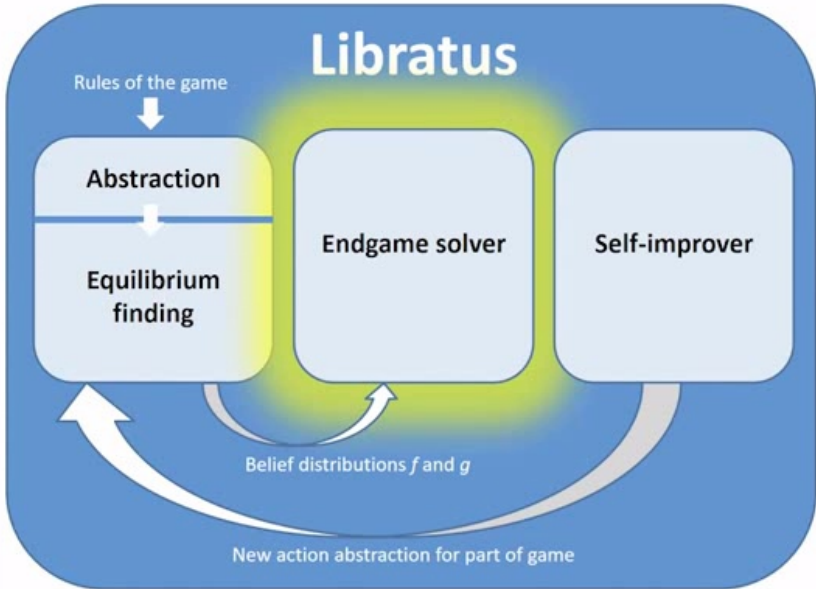 Libratus
Rules of the game
Abstraction
Equilibrium
finding
Endgame solver
Self-improver
Belief distributions f and g
New action abstraction for part of game